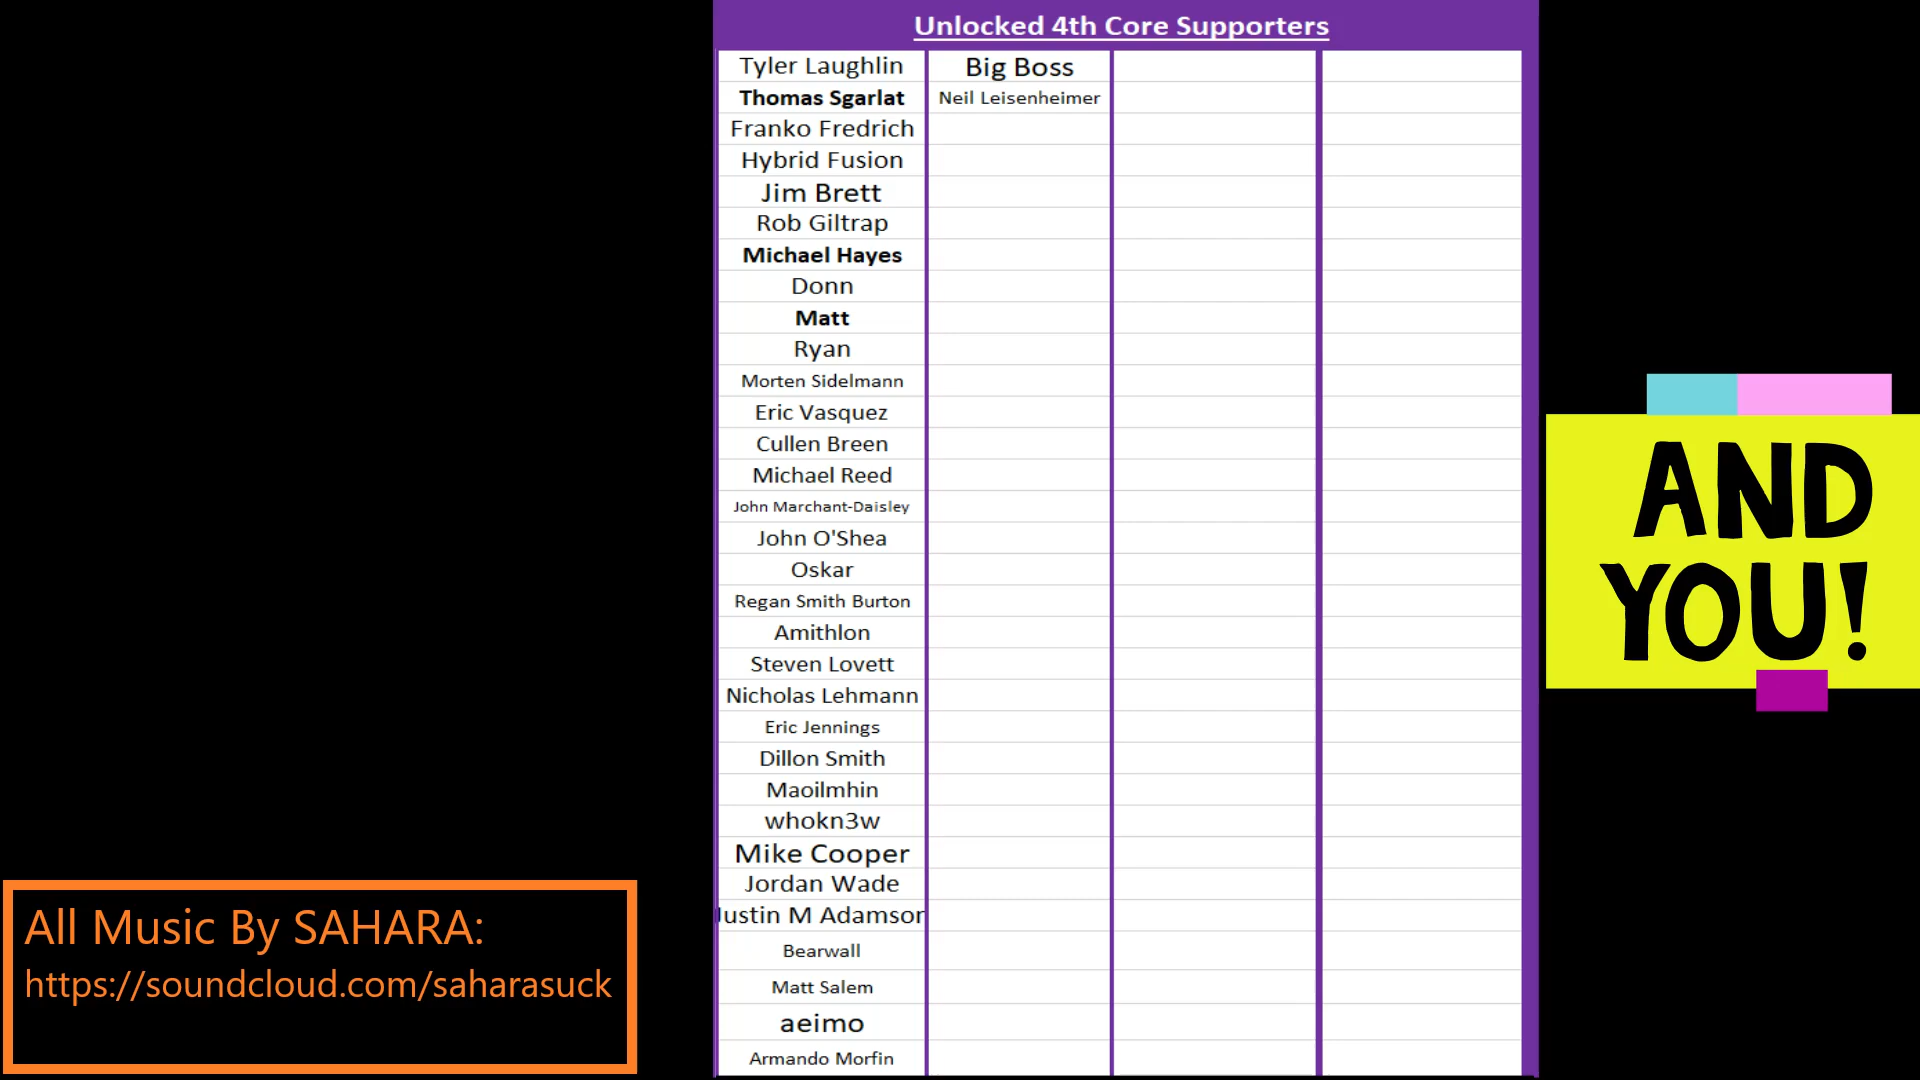 Unlocked 4th Core Supporters
Tyler Laughlin
Thomas Sgarlat
Franko Fredrich
Hybrid Fusion
Jim Brett
Rob Giltrap
Michael Hayes
Donn
Matt
Ryan
Morten Sidelmann
Eric Vasquez
Cullen Breen
Michael Reed
John Marchant-Daisley
John O'Shea
Oskar
Regan Smith Burton
Amithlon
Steven Lovett
Nicholas Lehmann
Eric Jennings
Dillon Smith
Maoilmhin
whokn3w
Mike Cooper
Jordan Wade
Justin M Adamson
Bearwall
Matt Salem
aeimo
Armando Morfin
Big Boss
Neil Leisenheimer
AND
YOU!
All Music By SAHARA:
https://soundcloud.com/saharasuck